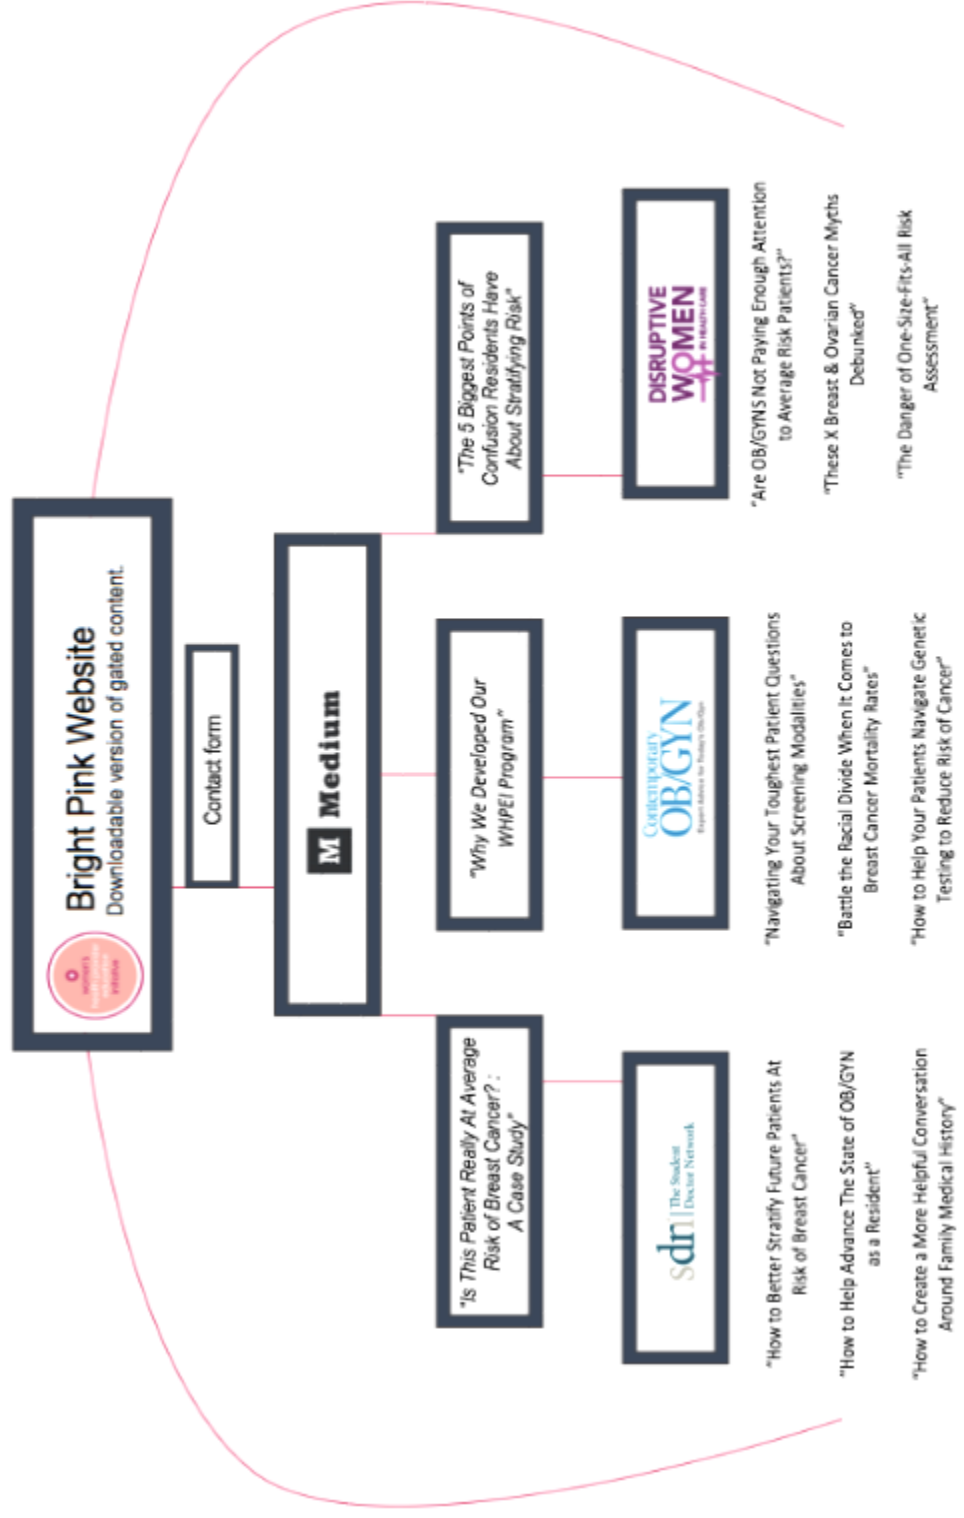 Bright Pink Website
Downloadable version of gated content.
Contact form
M Medium
"Is This Patient Really At Average
Risk of Breast Cancer? :
A Case Study"
"Why We Developed Our
WHPEI Program"
"The 5 Biggest Points of
Confusion Residents Have
About Stratifying Risk"
sdn The Student
Doctor Network
Contemporary
OB/GYN
Expert Advice for Today's Ob/Gyn
DISRUPTIVE
WOMEN
IN HEALTH CARE
"How to Better Stratify Future Patients At
Risk of Breast Cancer"
"How to Help Advance The State of OB/GYN
as a Resident"
"How to Create a More Helpful Conversation
Around Family Medical History"
"Navigating Your Toughest Patient Questions
About Screening Modalities"
"Battle the Racial Divide When It Comes to
Breast Cancer Mortality Rates"
"How to Help Your Patients Navigate Genetic
Testing to Reduce Risk of Cancer"
"Are OB/GYNS Not Paying Enough Attention
to Average Risk Patients?"
"These X Breast & Ovarian Cancer Myths
Debunked"
"The Danger of One-Size-Fits-All Risk
Assessment"